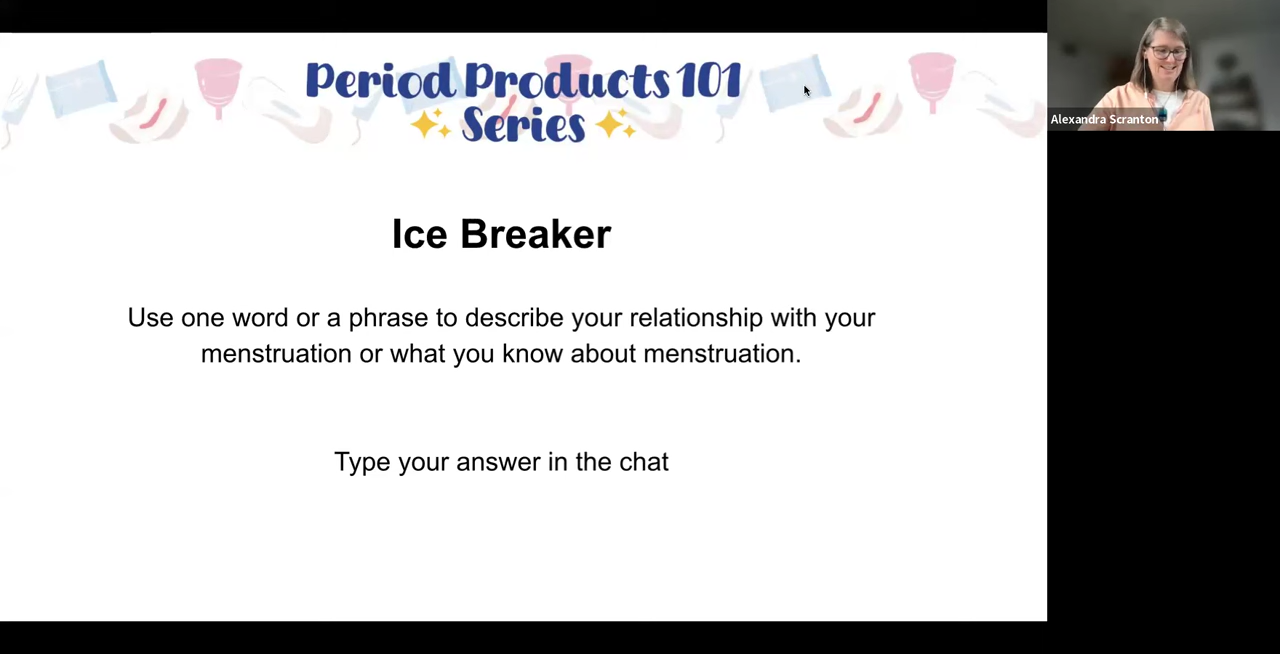 Period Products 101
Series
Ice Breaker
Use one word or a phrase to describe your relationship with your
menstruation or what you know about menstruation.
Type your answer in the chat
Alexandra Scranton